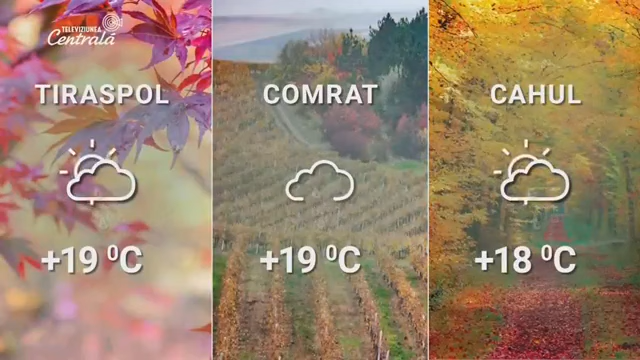 TELEVIZIUNEA
Centrală
TIRASPOL
+19 ⁰C
COMRAT
+19 ⁰C
CAHUL
+18 ⁰C